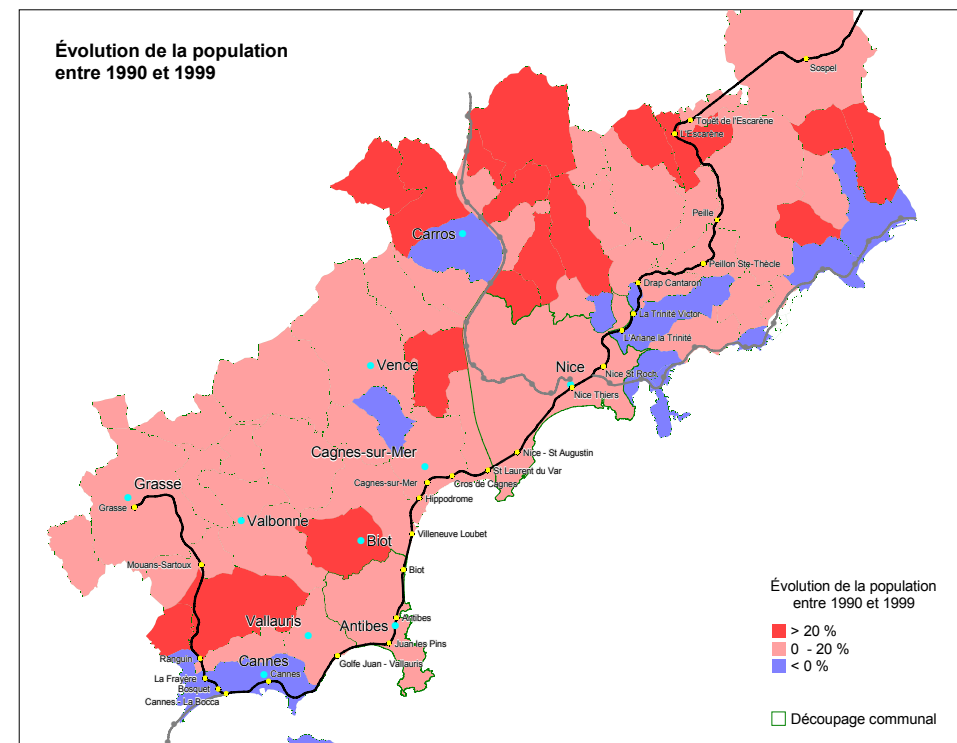 Évolution de la population
entre 1990 et 1999
Sospel
Touët de l'Escarène
L'Escarène
Peille
Carros
Peillon Ste-Thècle
Drap Cantaron
La Trinité Victor
L'Ariane la Trinité
Vence
Nice
Nice St Roch
Nice Thiers
Cagnes-sur-Mer
Nice - St Augustin
St Laurent du Var
Cagnes-sur-Mer
Cros de Cagnes
Grasse
Hippodrome
Grasse
Valbonne
Villeneuve Loubet
Biot
Mouans-Sartoux
Biot
Évolution de la population
entre 1990 et 1999
> 20 %
0 - 20 %
< 0 %
Antibes
Vallauris
Antibes
Juan les Pins
Ranguin
Cannes
Golfe Juan - Vallauris
La Frayère
Cannes
Bosquet
Cannes - La Bocca
Découpage communal